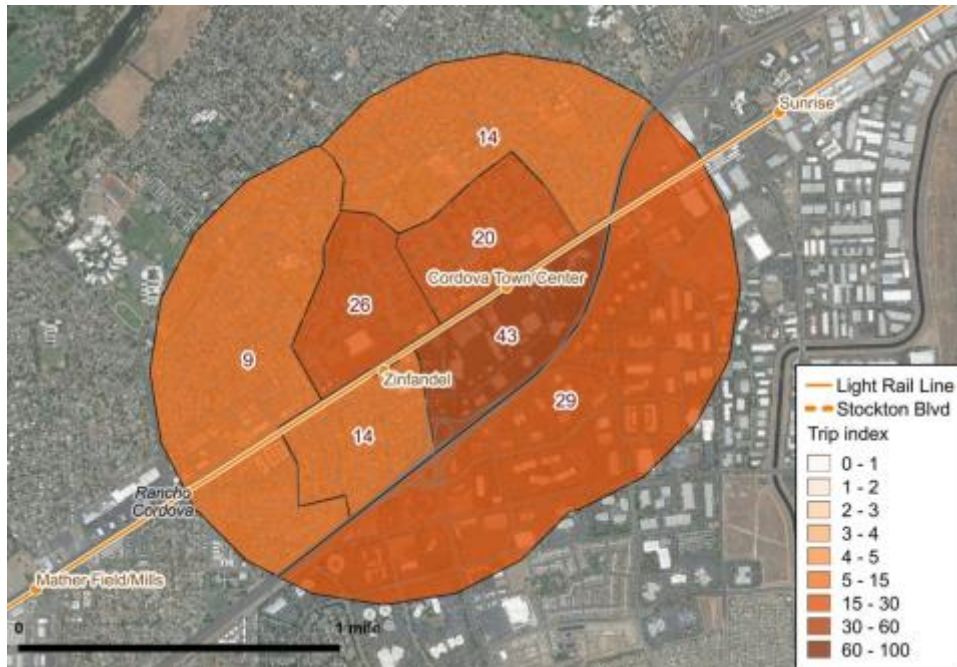 Sunrise
14
20
Cordova Town Center
26
43
9
Zinfandel
29
14
Rancho
Cordova
Mather Field/Mills
0
1 mile
Light Rail Line
Stockton Blvd
Trip index
0 - 1
1 - 2
2 - 3
3 - 4
4 - 5
5 - 15
15 - 30
30 - 60
60 - 100